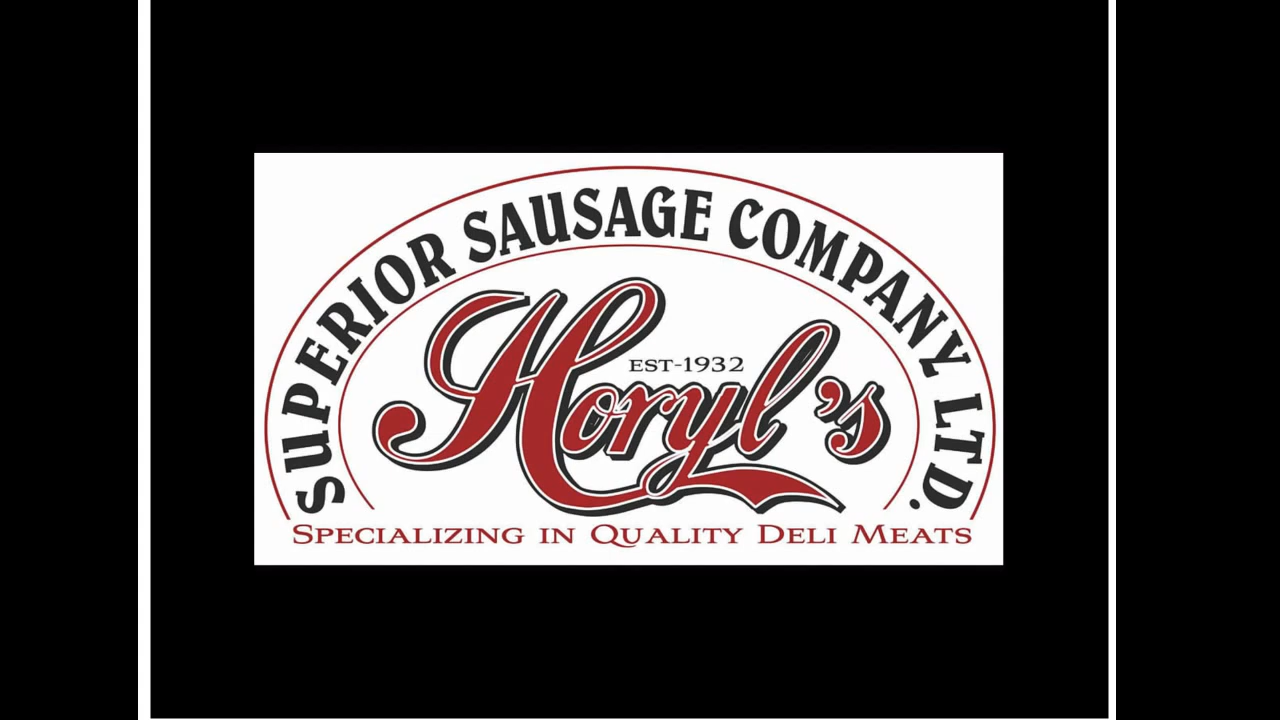 SUPERIOR SAUSAGE COMPANY LTD.
EST-1932
Horyl's
SPECIALIZING IN QUALITY DELI MEATS